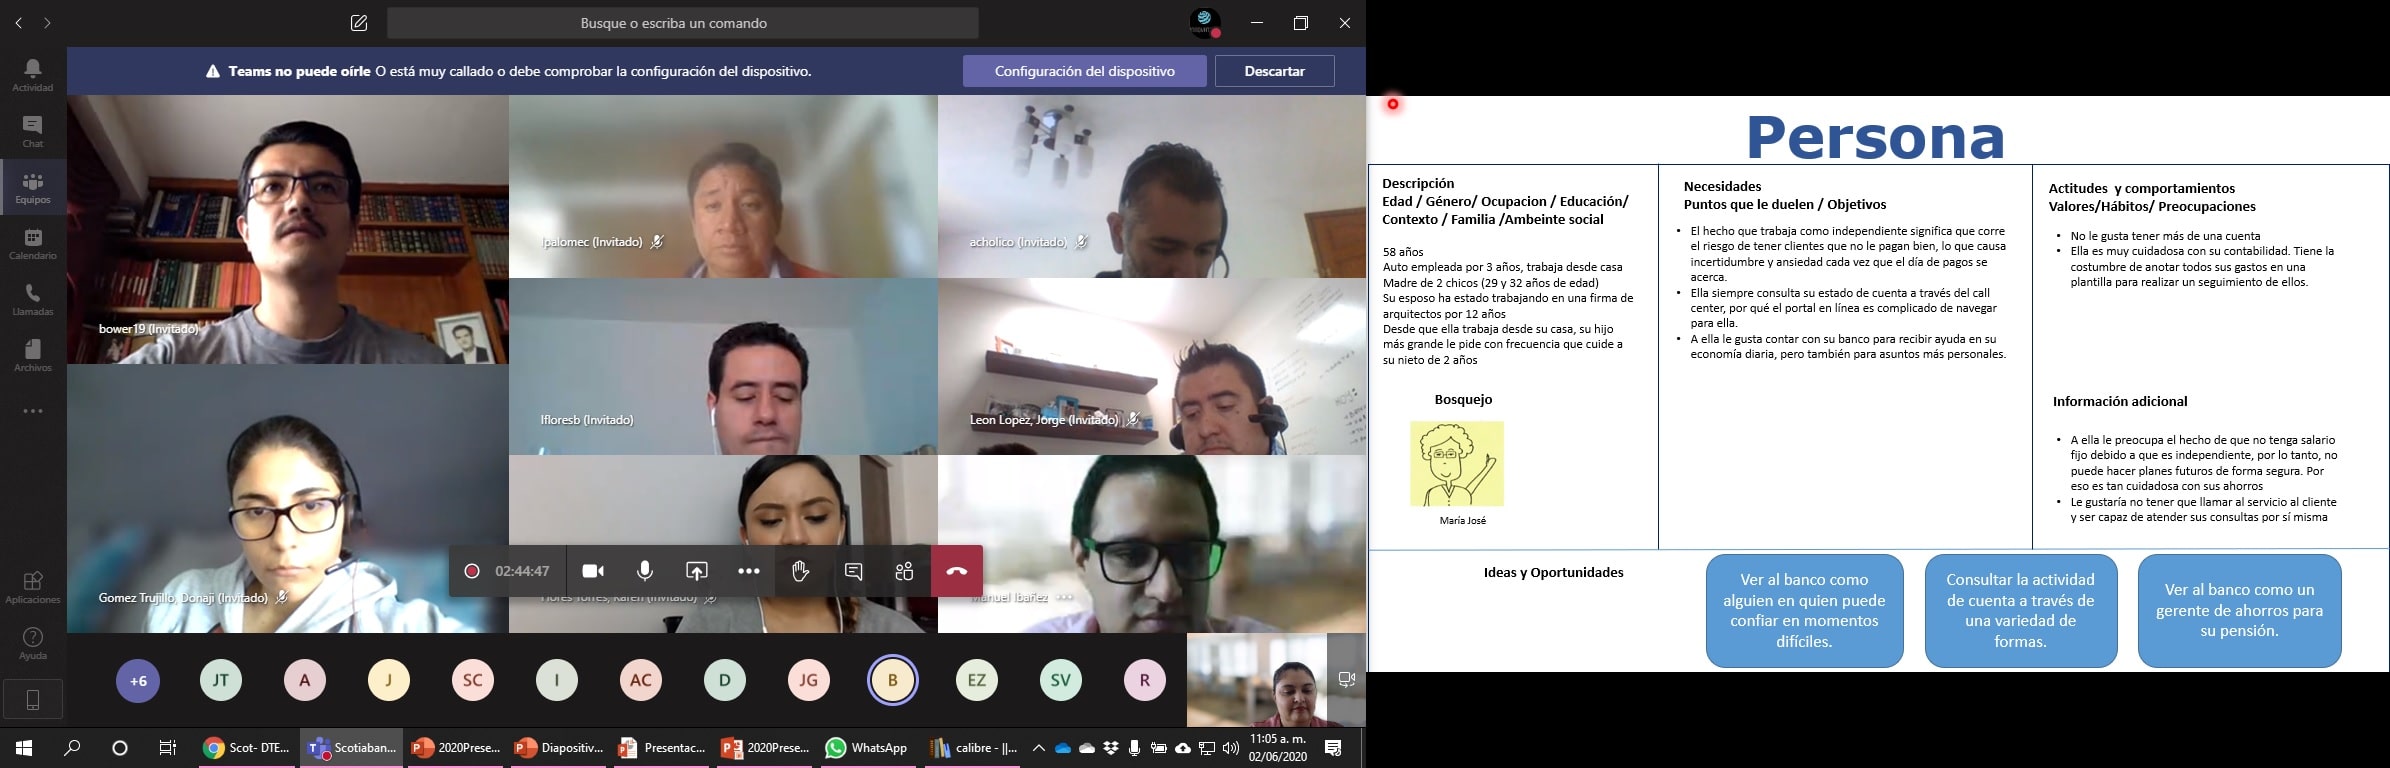 Busque o escriba un comando
Actividad
Chat
Equipos
Calendario
Llamadas
Archivos
Aplicaciones
Ayuda
Teams no puede oírle O está muy callado o debe comprobar la configuración del dispositivo.
Configuración del dispositivo
Descartar
bower19 (Invitado)
lpalomec (Invitado)
acholico (Invitado)
lfloresb (Invitado)
Leon Lopez, Jorge (Invitado)
Gomez Trujillo, Donaji (Invitado)
Flores Torres, Karen (Invitado)
Manuel Ibañez
02:44:47
+6
JT
A
J
SC
I
AC
D
JG
B
EZ
SV
R
Scot- DTE...
Scotiaban...
2020Prese...
Diapositiv...
Presentac...
2020Prese...
WhatsApp
calibre - ||...
11:05 a. m.
02/06/2020
Persona
Descripción
Edad / Género/ Ocupacion / Educación/
Contexto / Familia /Ambeinte social
58 años
Auto empleada por 3 años, trabaja desde casa
Madre de 2 chicos (29 y 32 años de edad)
Su esposo ha estado trabajando en una firma de
arquitectos por 12 años
Desde que ella trabaja desde su casa, su hijo
más grande le pide con frecuencia que cuide a
su nieto de 2 años
Bosquejo
María José
Necesidades
Puntos que le duelen / Objetivos
• El hecho que trabaja como independiente significa que corre
el riesgo de tener clientes que no le pagan bien, lo que causa
incertidumbre y ansiedad cada vez que el día de pagos se
acerca.
• Ella siempre consulta su estado de cuenta a través del call
center, por qué el portal en línea es complicado de navegar
para ella.
• A ella le gusta contar con su banco para recibir ayuda en su
economía diaria, pero también para asuntos más personales.
Actitudes y comportamientos
Valores/Hábitos/ Preocupaciones
• No le gusta tener más de una cuenta
• Ella es muy cuidadosa con su contabilidad. Tiene la
costumbre de anotar todos sus gastos en una
plantilla para realizar un seguimiento de ellos.
Información adicional
• A ella le preocupa el hecho de que no tenga salario
fijo debido a que es independiente, por lo tanto, no
puede hacer planes futuros de forma segura. Por
eso es tan cuidadosa con sus ahorros
• Le gustaría no tener que llamar al servicio al cliente
y ser capaz de atender sus consultas por sí misma
Ideas y Oportunidades
Ver al banco como
alguien en quien puede
confiar en momentos
difíciles.
Consultar la actividad
de cuenta a través de
una variedad de
formas.
Ver al banco como un
gerente de ahorros para
su pensión.